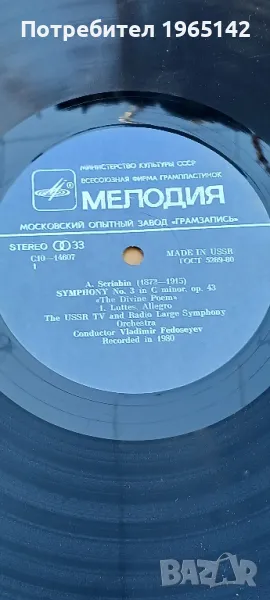 Потребител 1965142
МИНИСТЕРСТВО КУЛЬТУРЫ СССР
ВСЕСОЮЗНАЯ ФИРМА ГРАМПЛАСТИНОК
МЕЛОДИЯ
МОСКОВСКИЙ ОПЫТНЫЙ ЗАВОД «ГРАМЗАПИСЬ»
STEREO 33
С10—14607
1
MADE IN USSR
ГОСТ 5289-80
A. Scriabin (1872—1915)
SYMPHONY No. 3 in C minor, op. 43
«The Divine Poem»
1. Luttes. Allegro
The USSR TV and Radio Large Symphony
Orchestra
Conductor Vladimir Fedoseyev
Recorded in 1980
BAZAR
bg